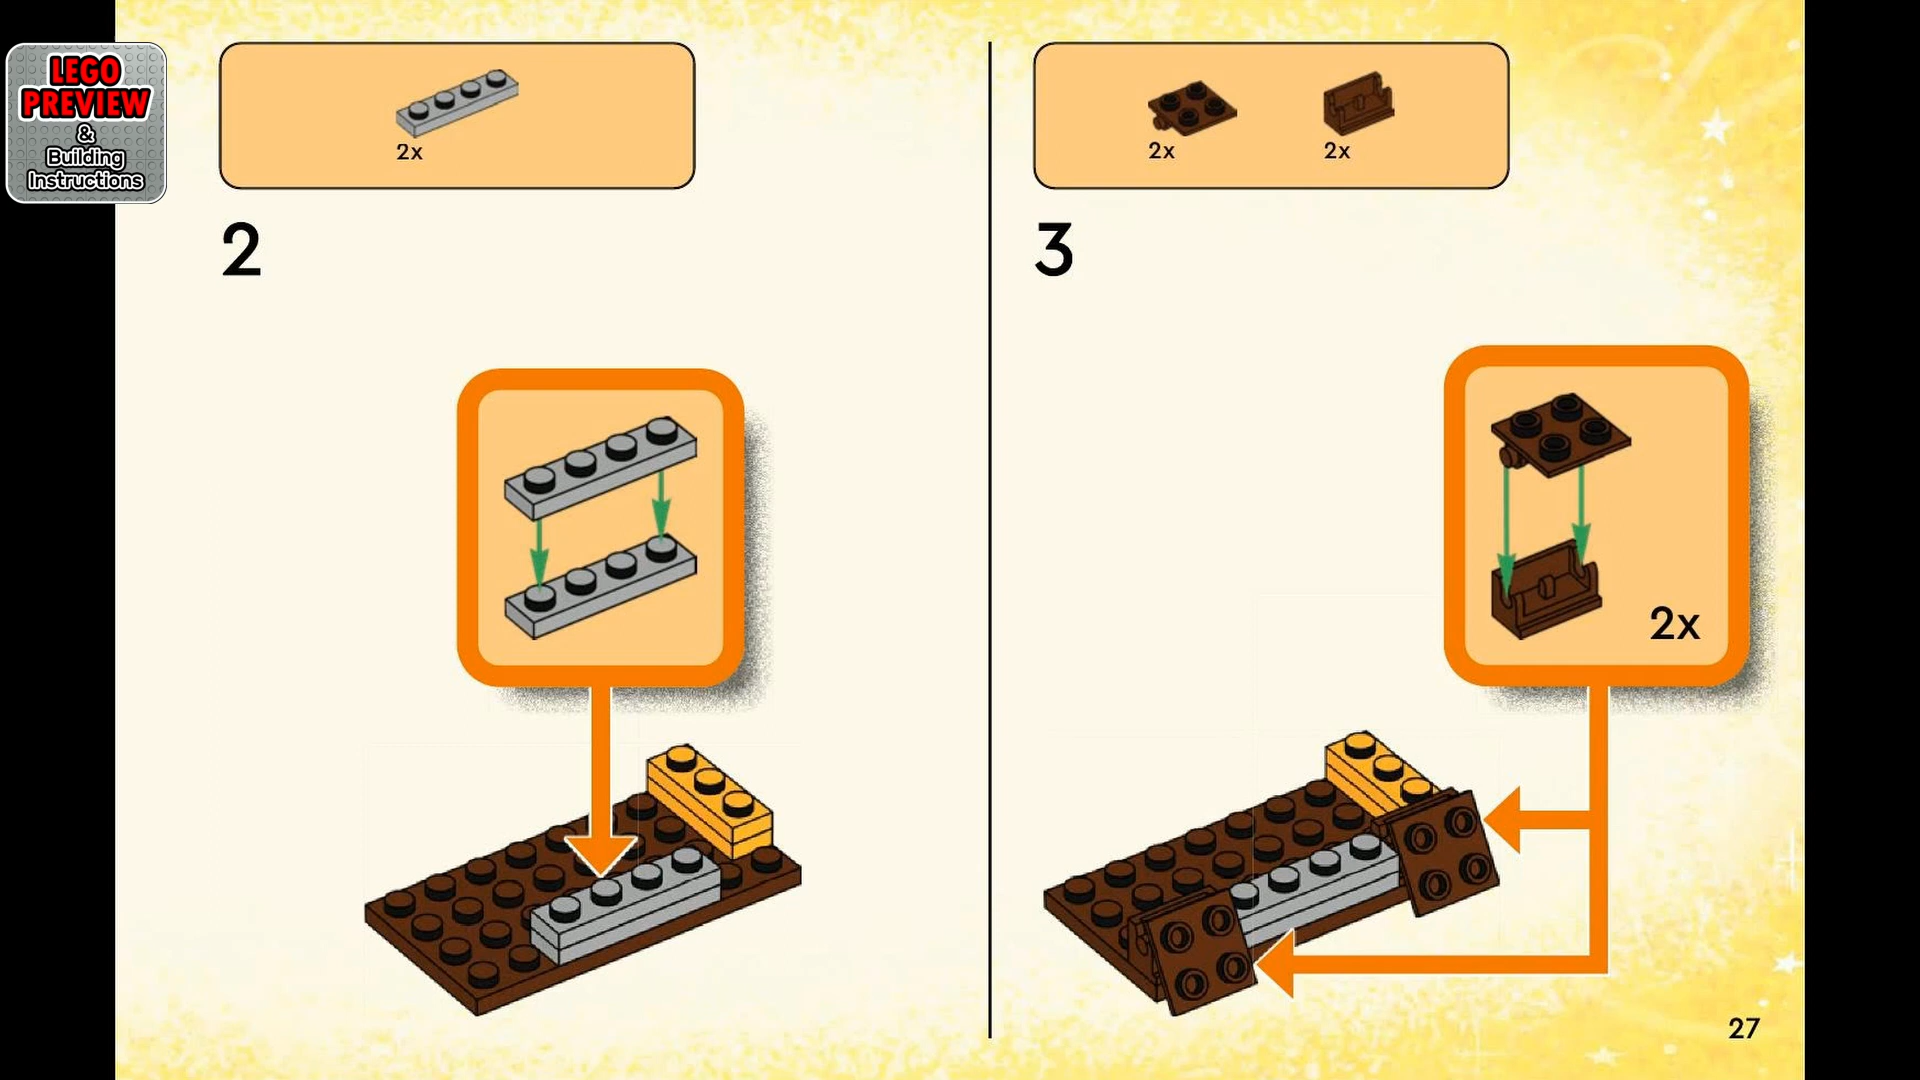 LEGO
PREVIEW
&
Building
Instructions
2x
2
2x
2x
3
2x
27